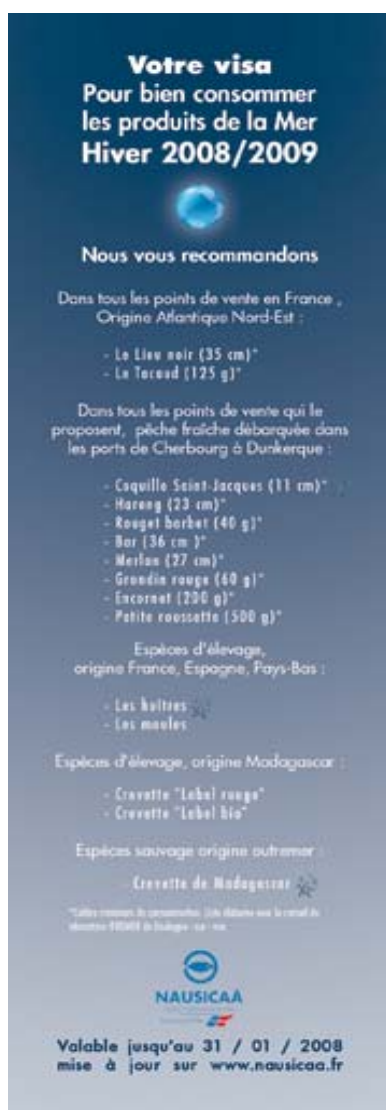 Votre visa
Pour bien consommer
les produits de la Mer
Hiver 2008/2009
Nous vous recommandons
Dans tous les points de vente en France ,
Origine Atlantique Nord-Est :
- Le Lieu noir (35 cm)*
- Le Tacaud (125 g)*
Dans tous les points de vente qui le
proposent, pêche fraîche débarquée dans
les ports de Cherbourg à Dunkerque :
- Coquille Saint-Jacques (11 cm)*
- Hareng (23 cm)*
- Rouget barbet (40 g)*
- Bar (36 cm )*
- Merlan (27 cm)*
- Grondin rouge (60 g)*
- Encornet (200 g)*
- Petite roussette (500 g)*
Espèces d'élevage,
origine France, Espagne, Pays-Bas :
- Les huîtres
- Les moules
Espèces d'élevage, origine Madagascar :
- Crevette "Label rouge"
- Crevette "Label bio"
Espèces sauvage origine outremer :
- Crevette de Madagascar
NAUSICAÁ
Valable jusqu'au 31 / 01 / 2008
mise à jour sur www.nausicaa.fr